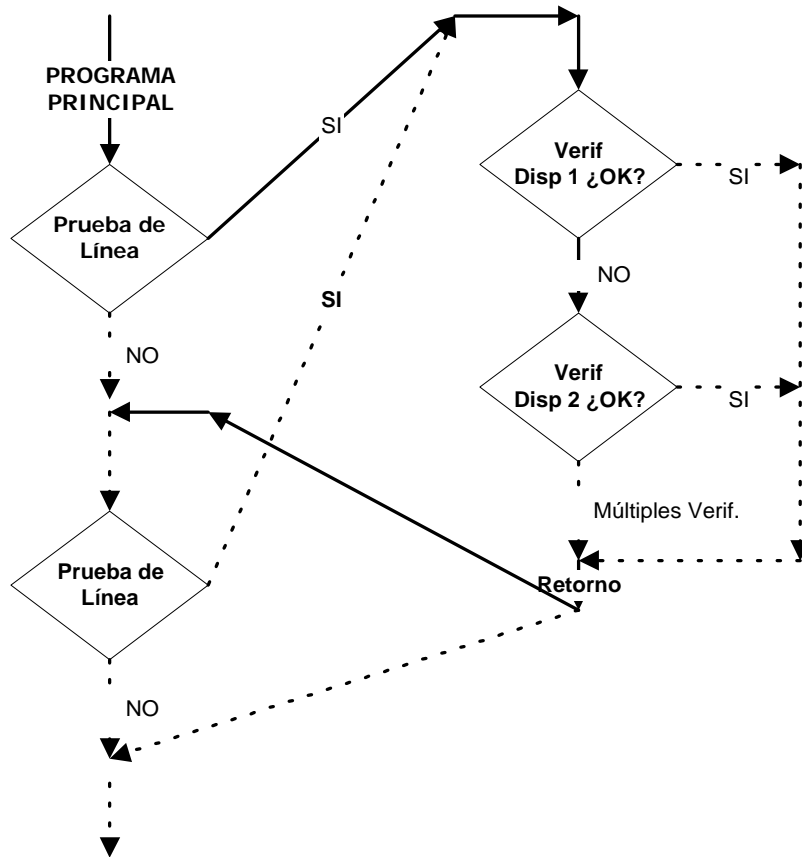 PROGRAMA
PRINCIPAL
SI
Prueba de
Línea
NO
SI
Prueba de
Línea
NO
Verif
Disp 1 ¿OK?
SI
NO
Verif
Disp 2 ¿OK?
SI
Múltiples Verif.
Retorno